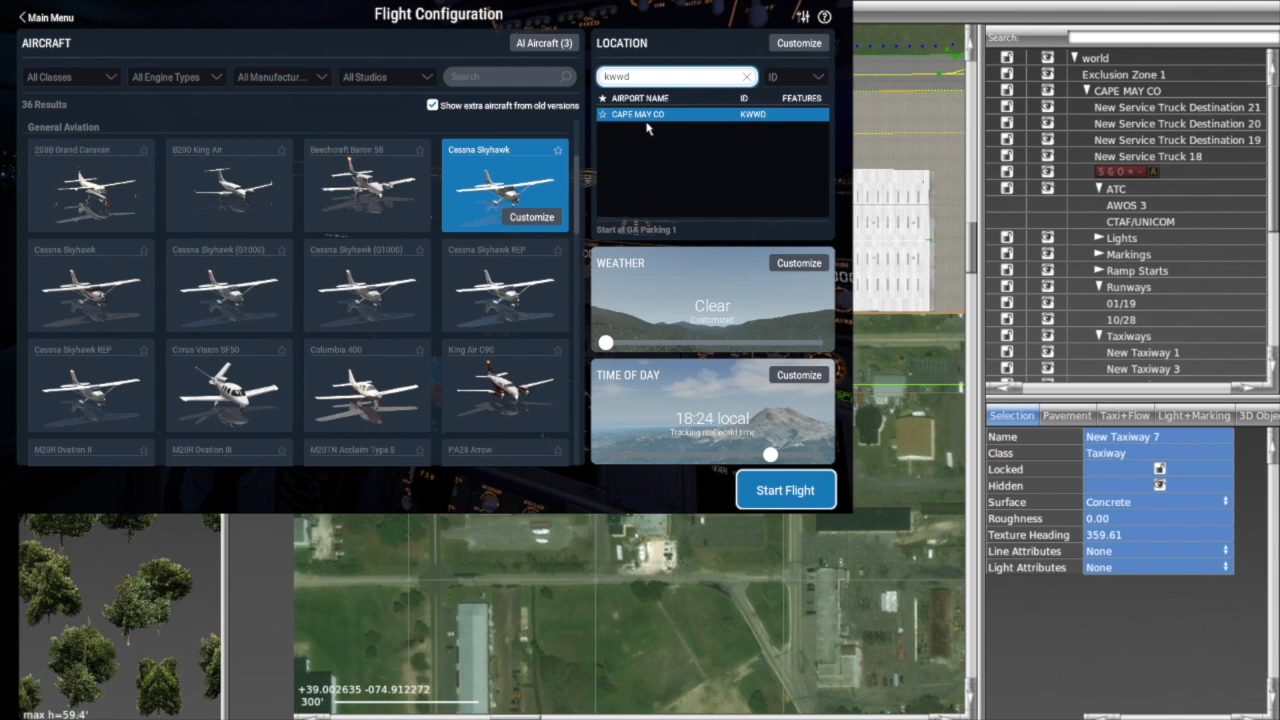 Main Menu
Flight Configuration
AIRCRAFT
AI Aircraft (3)
All Classes
All Engine Types
All Manufactur...
All Studios
Search
36 Results
Show extra aircraft from old versions
General Aviation
208B Grand Caravan
B200 King Air
Beechcraft Baron 58
Cessna Skyhawk
Customize
Cessna Skyhawk
Cessna Skyhawk (G1000)
Cessna Skyhawk (G1000)
Cessna Skyhawk REP
Cessna Skyhawk REP
Cirrus Vision SF50
Columbia 400
King Air C90
M20R Ovation II
M20R Ovation III
M20TN Acclaim Type S
PA28 Arrow
LOCATION
Customize
kwwd
ID
AIRPORT NAME
ID
FEATURES
CAPE MAY CO
KWWD
Start at GA Parking 1
WEATHER
Customize
Clear
Customized
TIME OF DAY
Customize
18:24 local
Tracking real-world time
Start Flight
max h=59.4'
+39.002635 -074.912272
300'
Search:
world
Exclusion Zone 1
CAPE MAY CO
New Service Truck Destination 21
New Service Truck Destination 20
New Service Truck Destination 19
New Service Truck 18
ATC
AWOS 3
CTAF/UNICOM
Lights
Markings
Ramp Starts
Runways
01/19
10/28
Taxiways
New Taxiway 1
New Taxiway 3
Selection
Pavement
Taxi+Flow
Light+Marking
3D Obje
Name
New Taxiway 7
Class
Taxiway
Locked
Hidden
Surface
Concrete
Roughness
0.00
Texture Heading
359.61
Line Attributes
None
Light Attributes
None